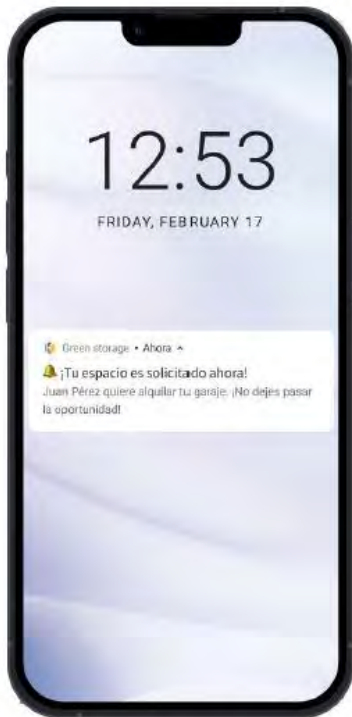 12:53
FRIDAY, FEBRUARY 17
Green storage • Ahora
🔔 ¡Tu espacio es solicitado ahora!
Juan Pérez quiere alquilar tu garaje. ¡No dejes pasar
la oportunidad!